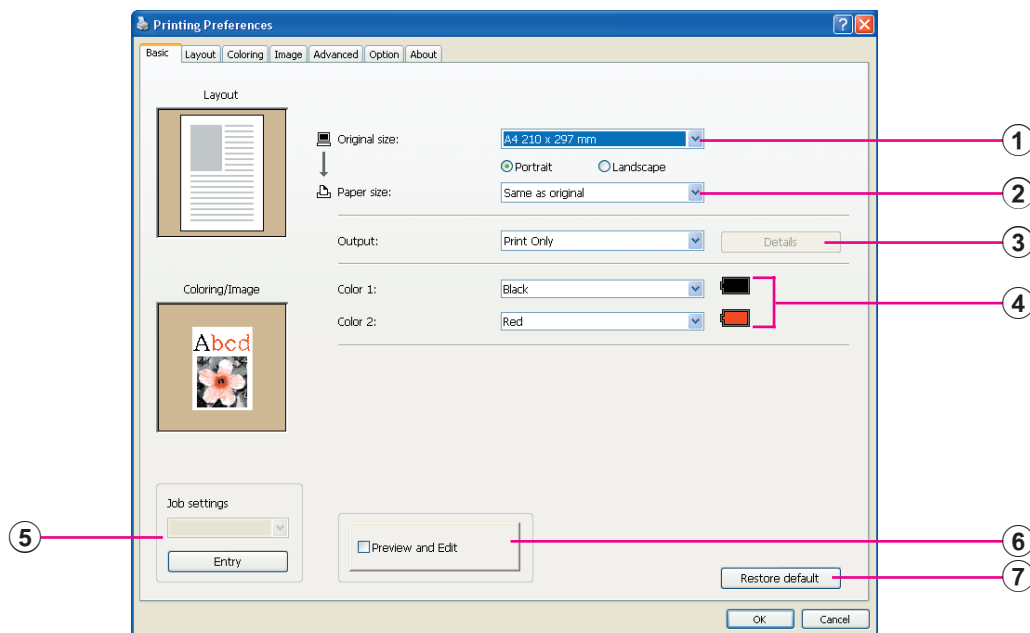 Printing Preferences
Basic Layout Coloring Image Advanced Option About
Layout
Original size: A4 210 x 297 mm
Portrait Landscape
Paper size: Same as original
Output: Print Only Details
Coloring/Image
Color 1: Black
Color 2: Red
Abcd
Job settings
Entry
Preview and Edit
Restore default
OK Cancel
1
2
3
4
5
6
7